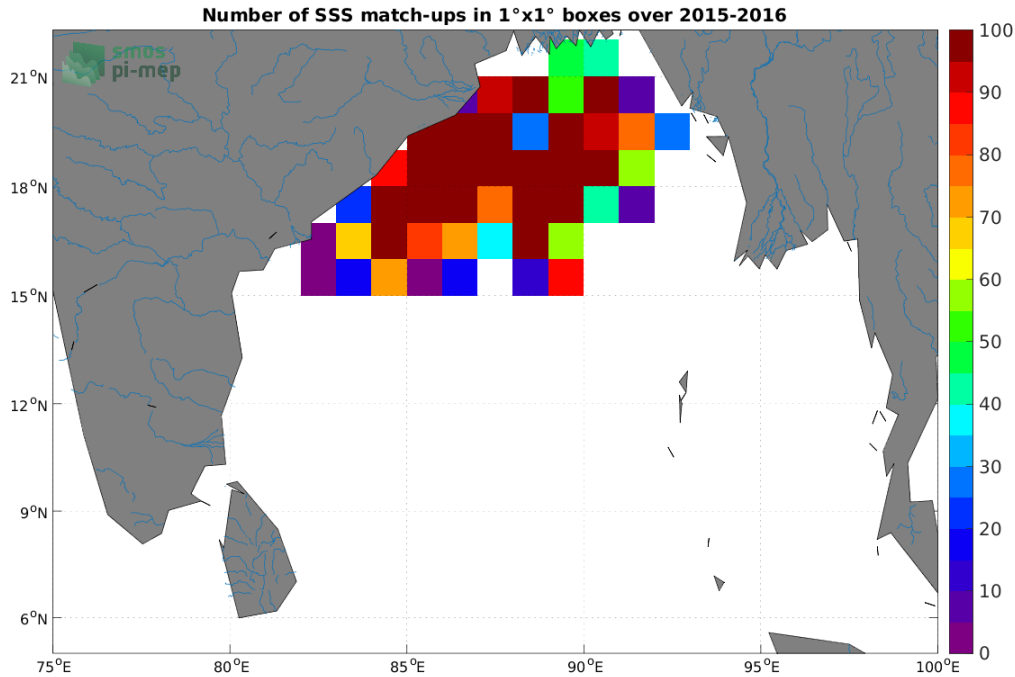 Number of SSS match-ups in 1°x1° boxes over 2015-2016
smos
pi-mep
21°N
18°N
15°N
12°N
9°N
6°N
75°E
80°E
85°E
90°E
95°E
100°E
100
90
80
70
60
50
40
30
20
10
0